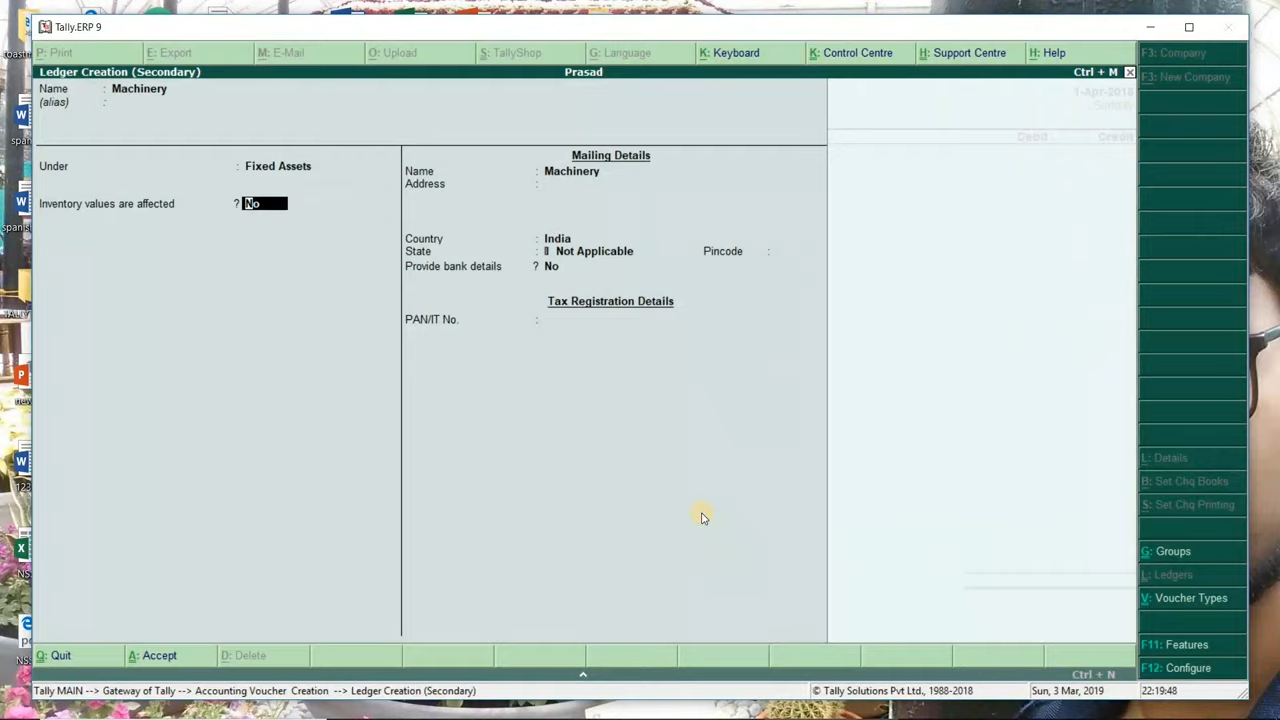 Tally.ERP 9
P: Print E: Export M: E-Mail O: Upload S: TallyShop G: Language K: Keyboard K: Control Centre H: Support Centre H: Help
F3: Company
Ledger Creation (Secondary) Prasad Ctrl + M
F3: New Company
Name : Machinery
(alias) :
1-Apr-2018
Debit Credit
Under : Fixed Assets
Inventory values are affected ? No
Mailing Details
Name : Machinery
Address :
Country : India
State : Not Applicable Pincode :
Provide bank details ? No
Tax Registration Details
PAN/IT No. :
L: Details
B: Set Chq Books
S: Set Chq Printing
G: Groups
L: Ledgers
V: Voucher Types
F11: Features
F12: Configure
Q: Quit A: Accept D: Delete
Ctrl + N
Tally MAIN --> Gateway of Tally --> Accounting Voucher Creation --> Ledger Creation (Secondary) © Tally Solutions Pvt Ltd., 1988-2018 Sun, 3 Mar, 2019 22:19:48